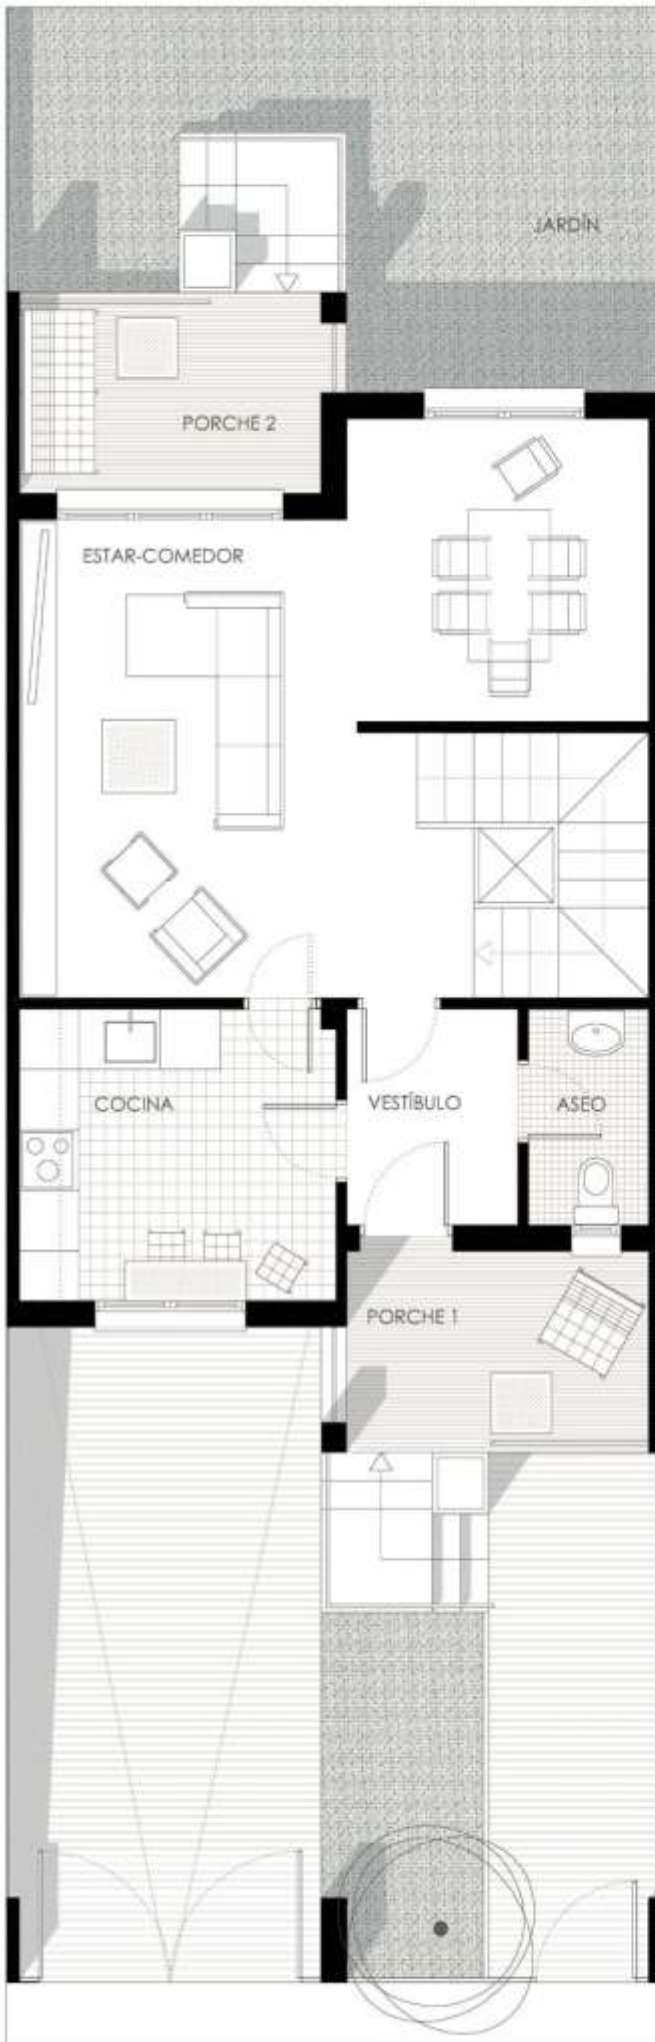 JARDÍN
PORCHE 2
ESTAR-COMEDOR
COCINA
VESTÍBULO
ASEO
PORCHE 1